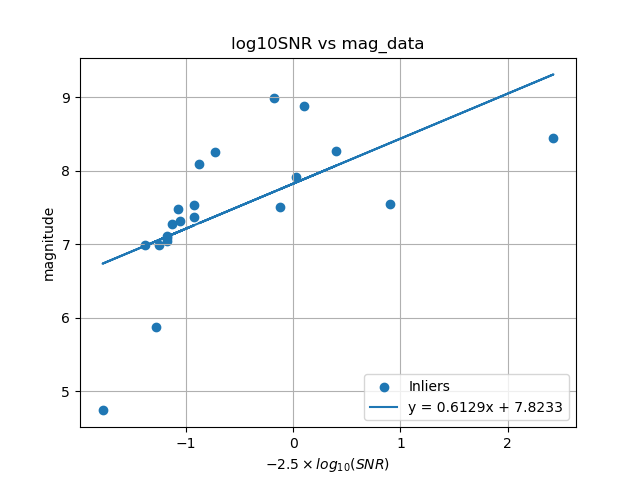 log10SNR vs mag_data
magnitude
9
8
7
6
5
−1
0
1
2
−2.5 × log₁₀(SNR)
Inliers
y = 0.6129x + 7.8233